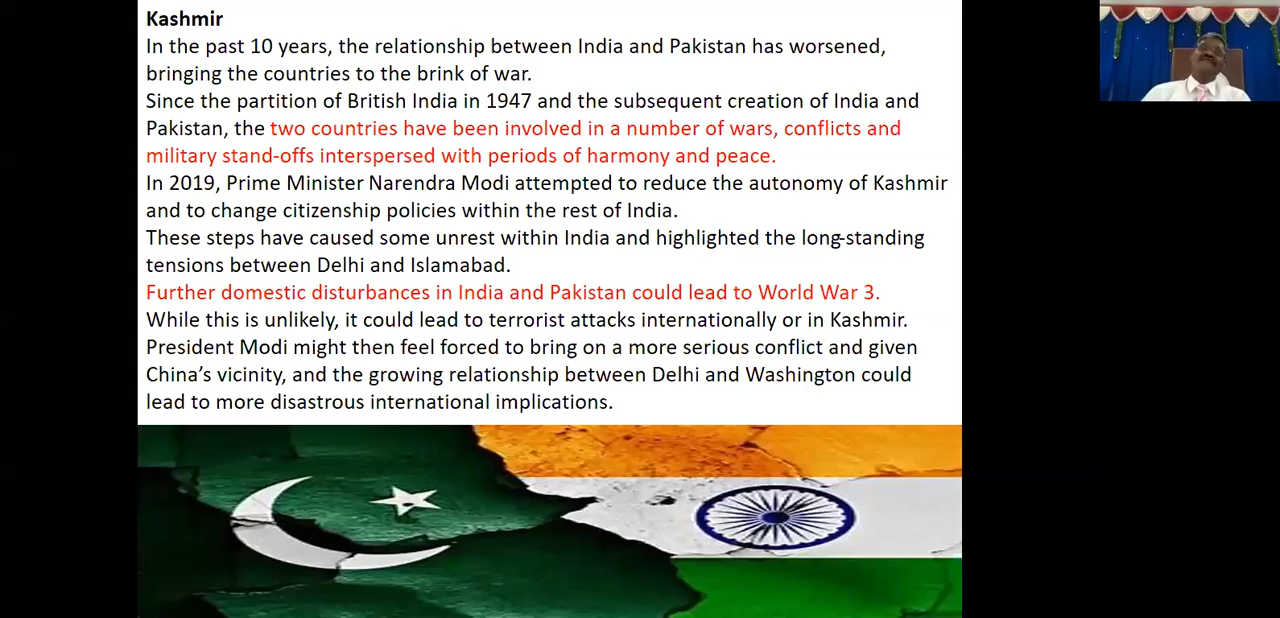 Kashmir
In the past 10 years, the relationship between India and Pakistan has worsened,
bringing the countries to the brink of war.
Since the partition of British India in 1947 and the subsequent creation of India and
Pakistan, the two countries have been involved in a number of wars, conflicts and
military stand-offs interspersed with periods of harmony and peace.
In 2019, Prime Minister Narendra Modi attempted to reduce the autonomy of Kashmir
and to change citizenship policies within the rest of India.
These steps have caused some unrest within India and highlighted the long-standing
tensions between Delhi and Islamabad.
Further domestic disturbances in India and Pakistan could lead to World War 3.
While this is unlikely, it could lead to terrorist attacks internationally or in Kashmir.
President Modi might then feel forced to bring on a more serious conflict and given
China's vicinity, and the growing relationship between Delhi and Washington could
lead to more disastrous international implications.